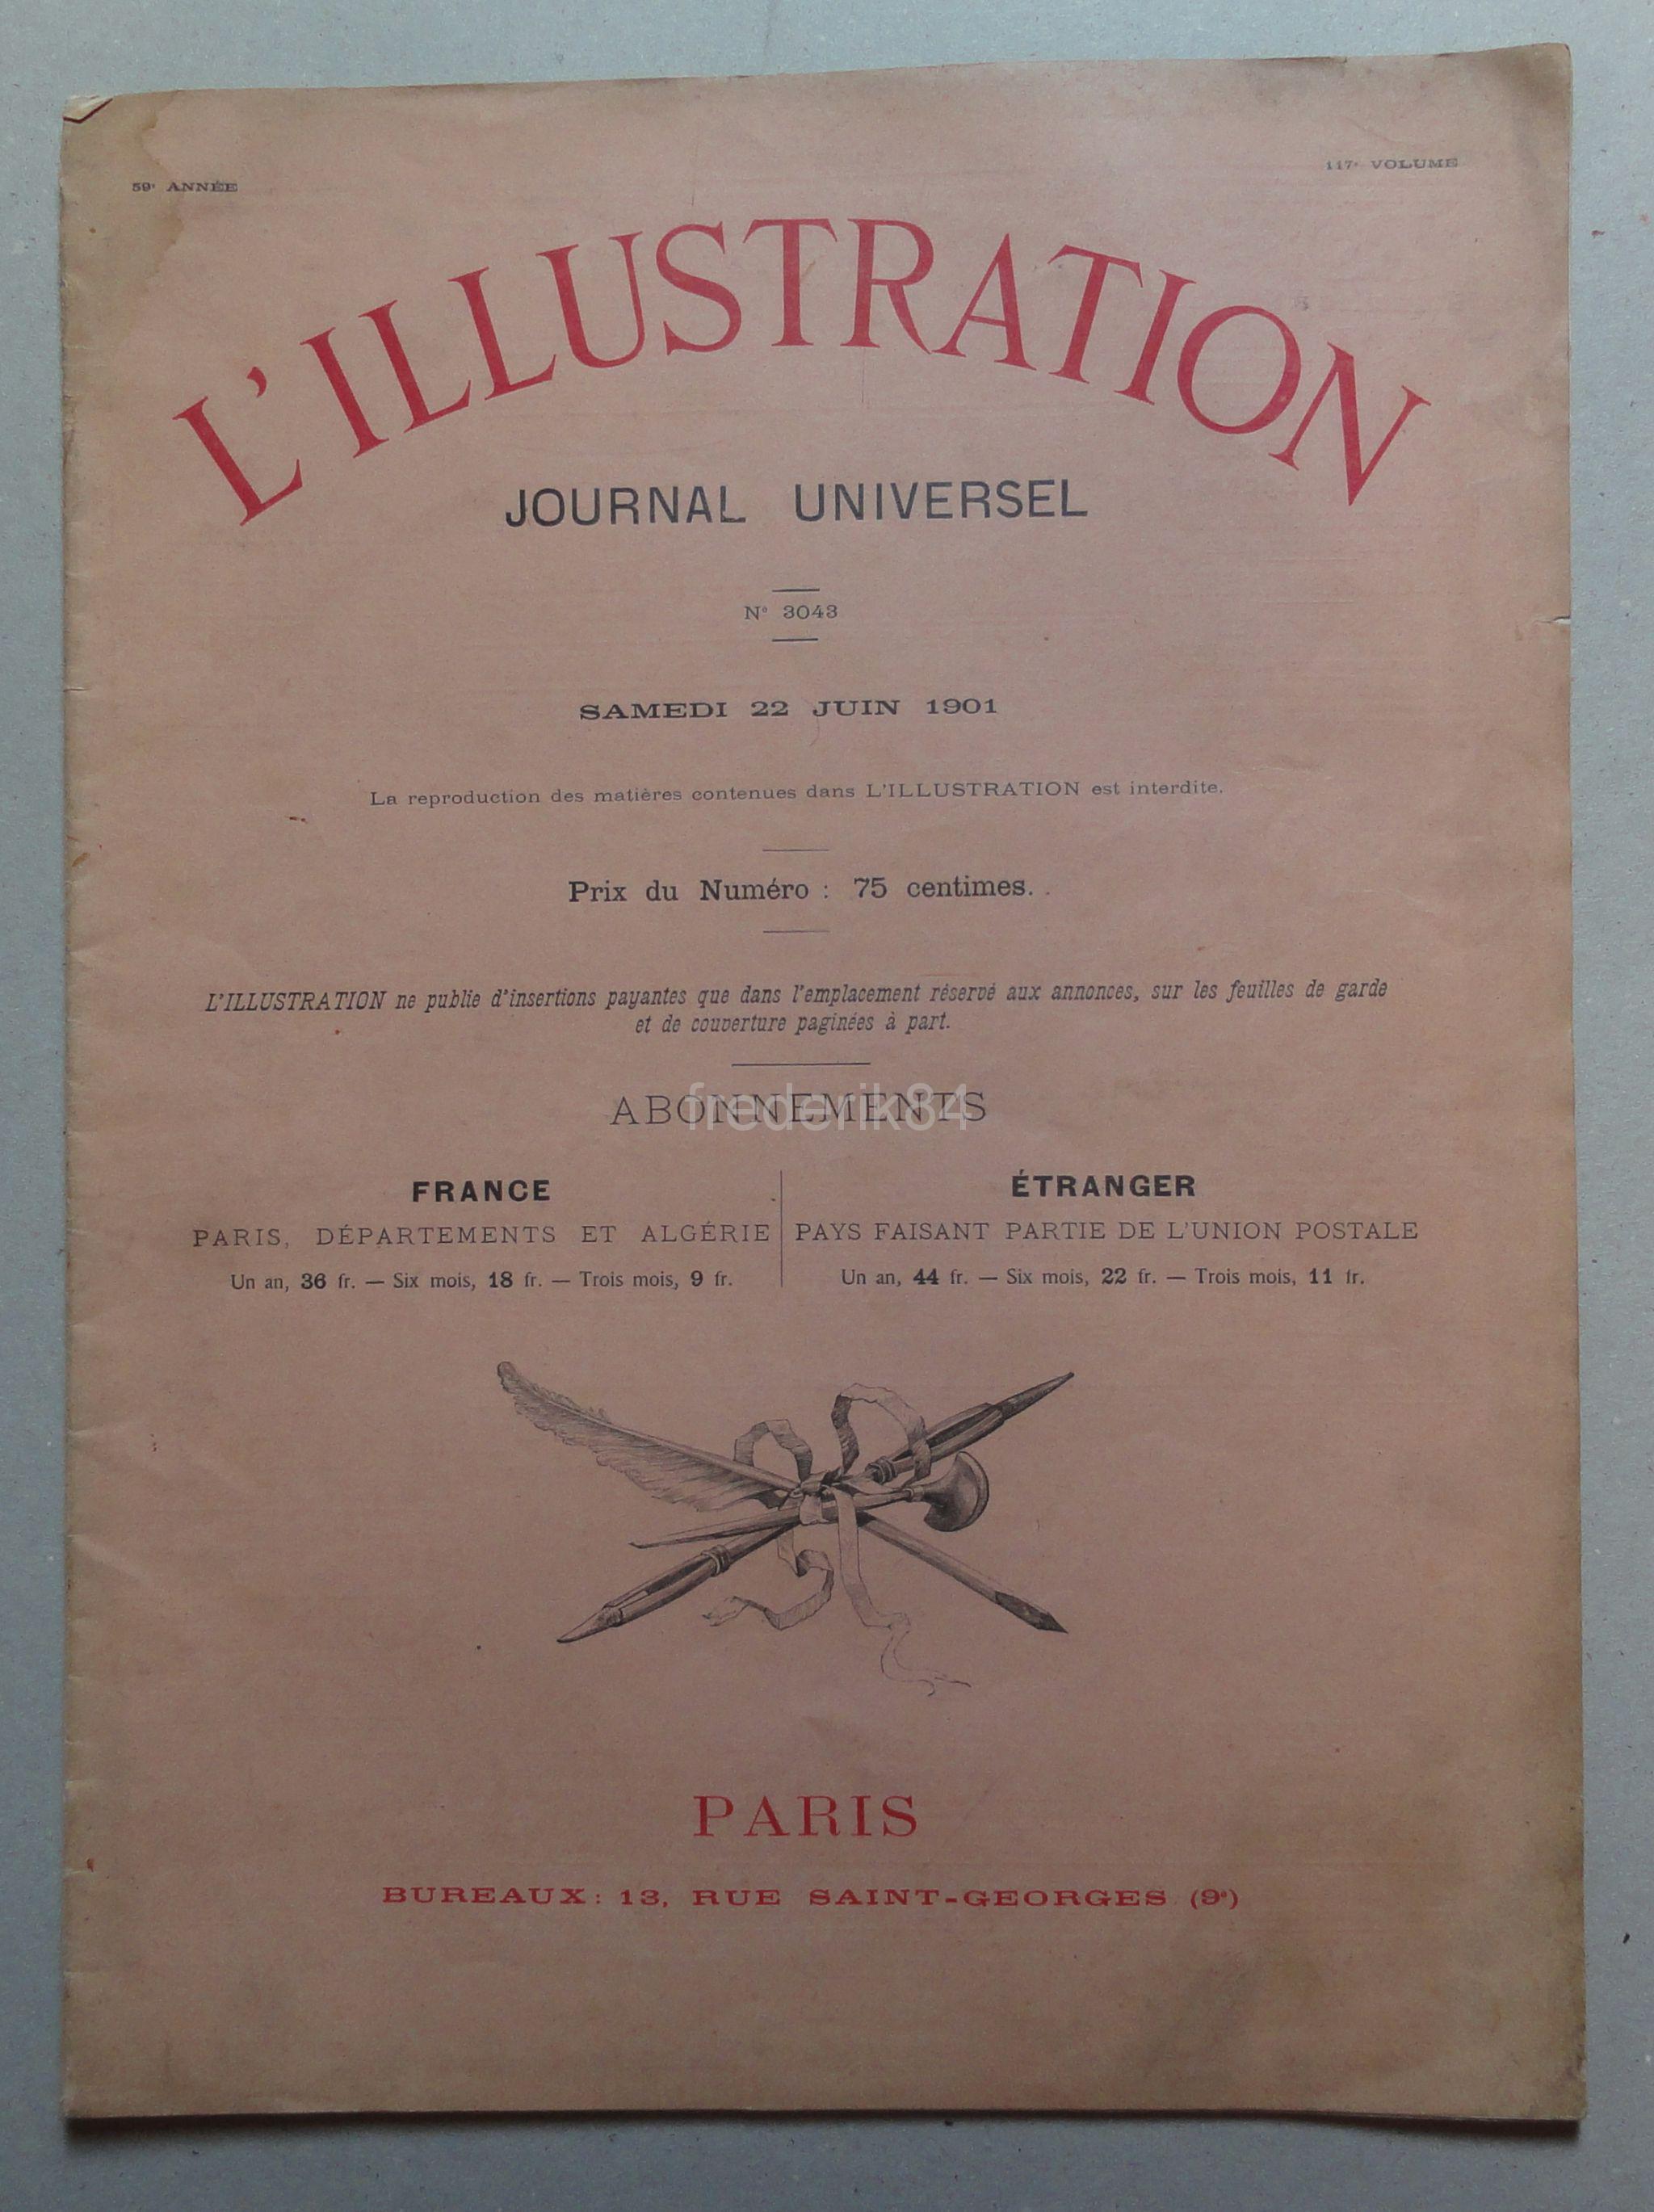 59e ANNÉE
117e VOLUME
L'ILLUSTRATION
JOURNAL UNIVERSEL
No 3043
SAMEDI 22 JUIN 1901
La reproduction des matières contenues dans L'ILLUSTRATION est interdite.
Prix du Numéro : 75 centimes.
L'ILLUSTRATION ne publie d'insertions payantes que dans l'emplacement réservé aux annonces, sur les feuilles de garde
et de couverture paginées à part.
ABONNEMENTS
frederik84
FRANCE
PARIS, DÉPARTEMENTS ET ALGÉRIE
Un an, 36 fr. — Six mois, 18 fr. — Trois mois, 9 fr.
ÉTRANGER
PAYS FAISANT PARTIE DE L'UNION POSTALE
Un an, 44 fr. — Six mois, 22 fr. — Trois mois, 11 fr.
PARIS
BUREAUX : 13, RUE SAINT-GEORGES (9e)